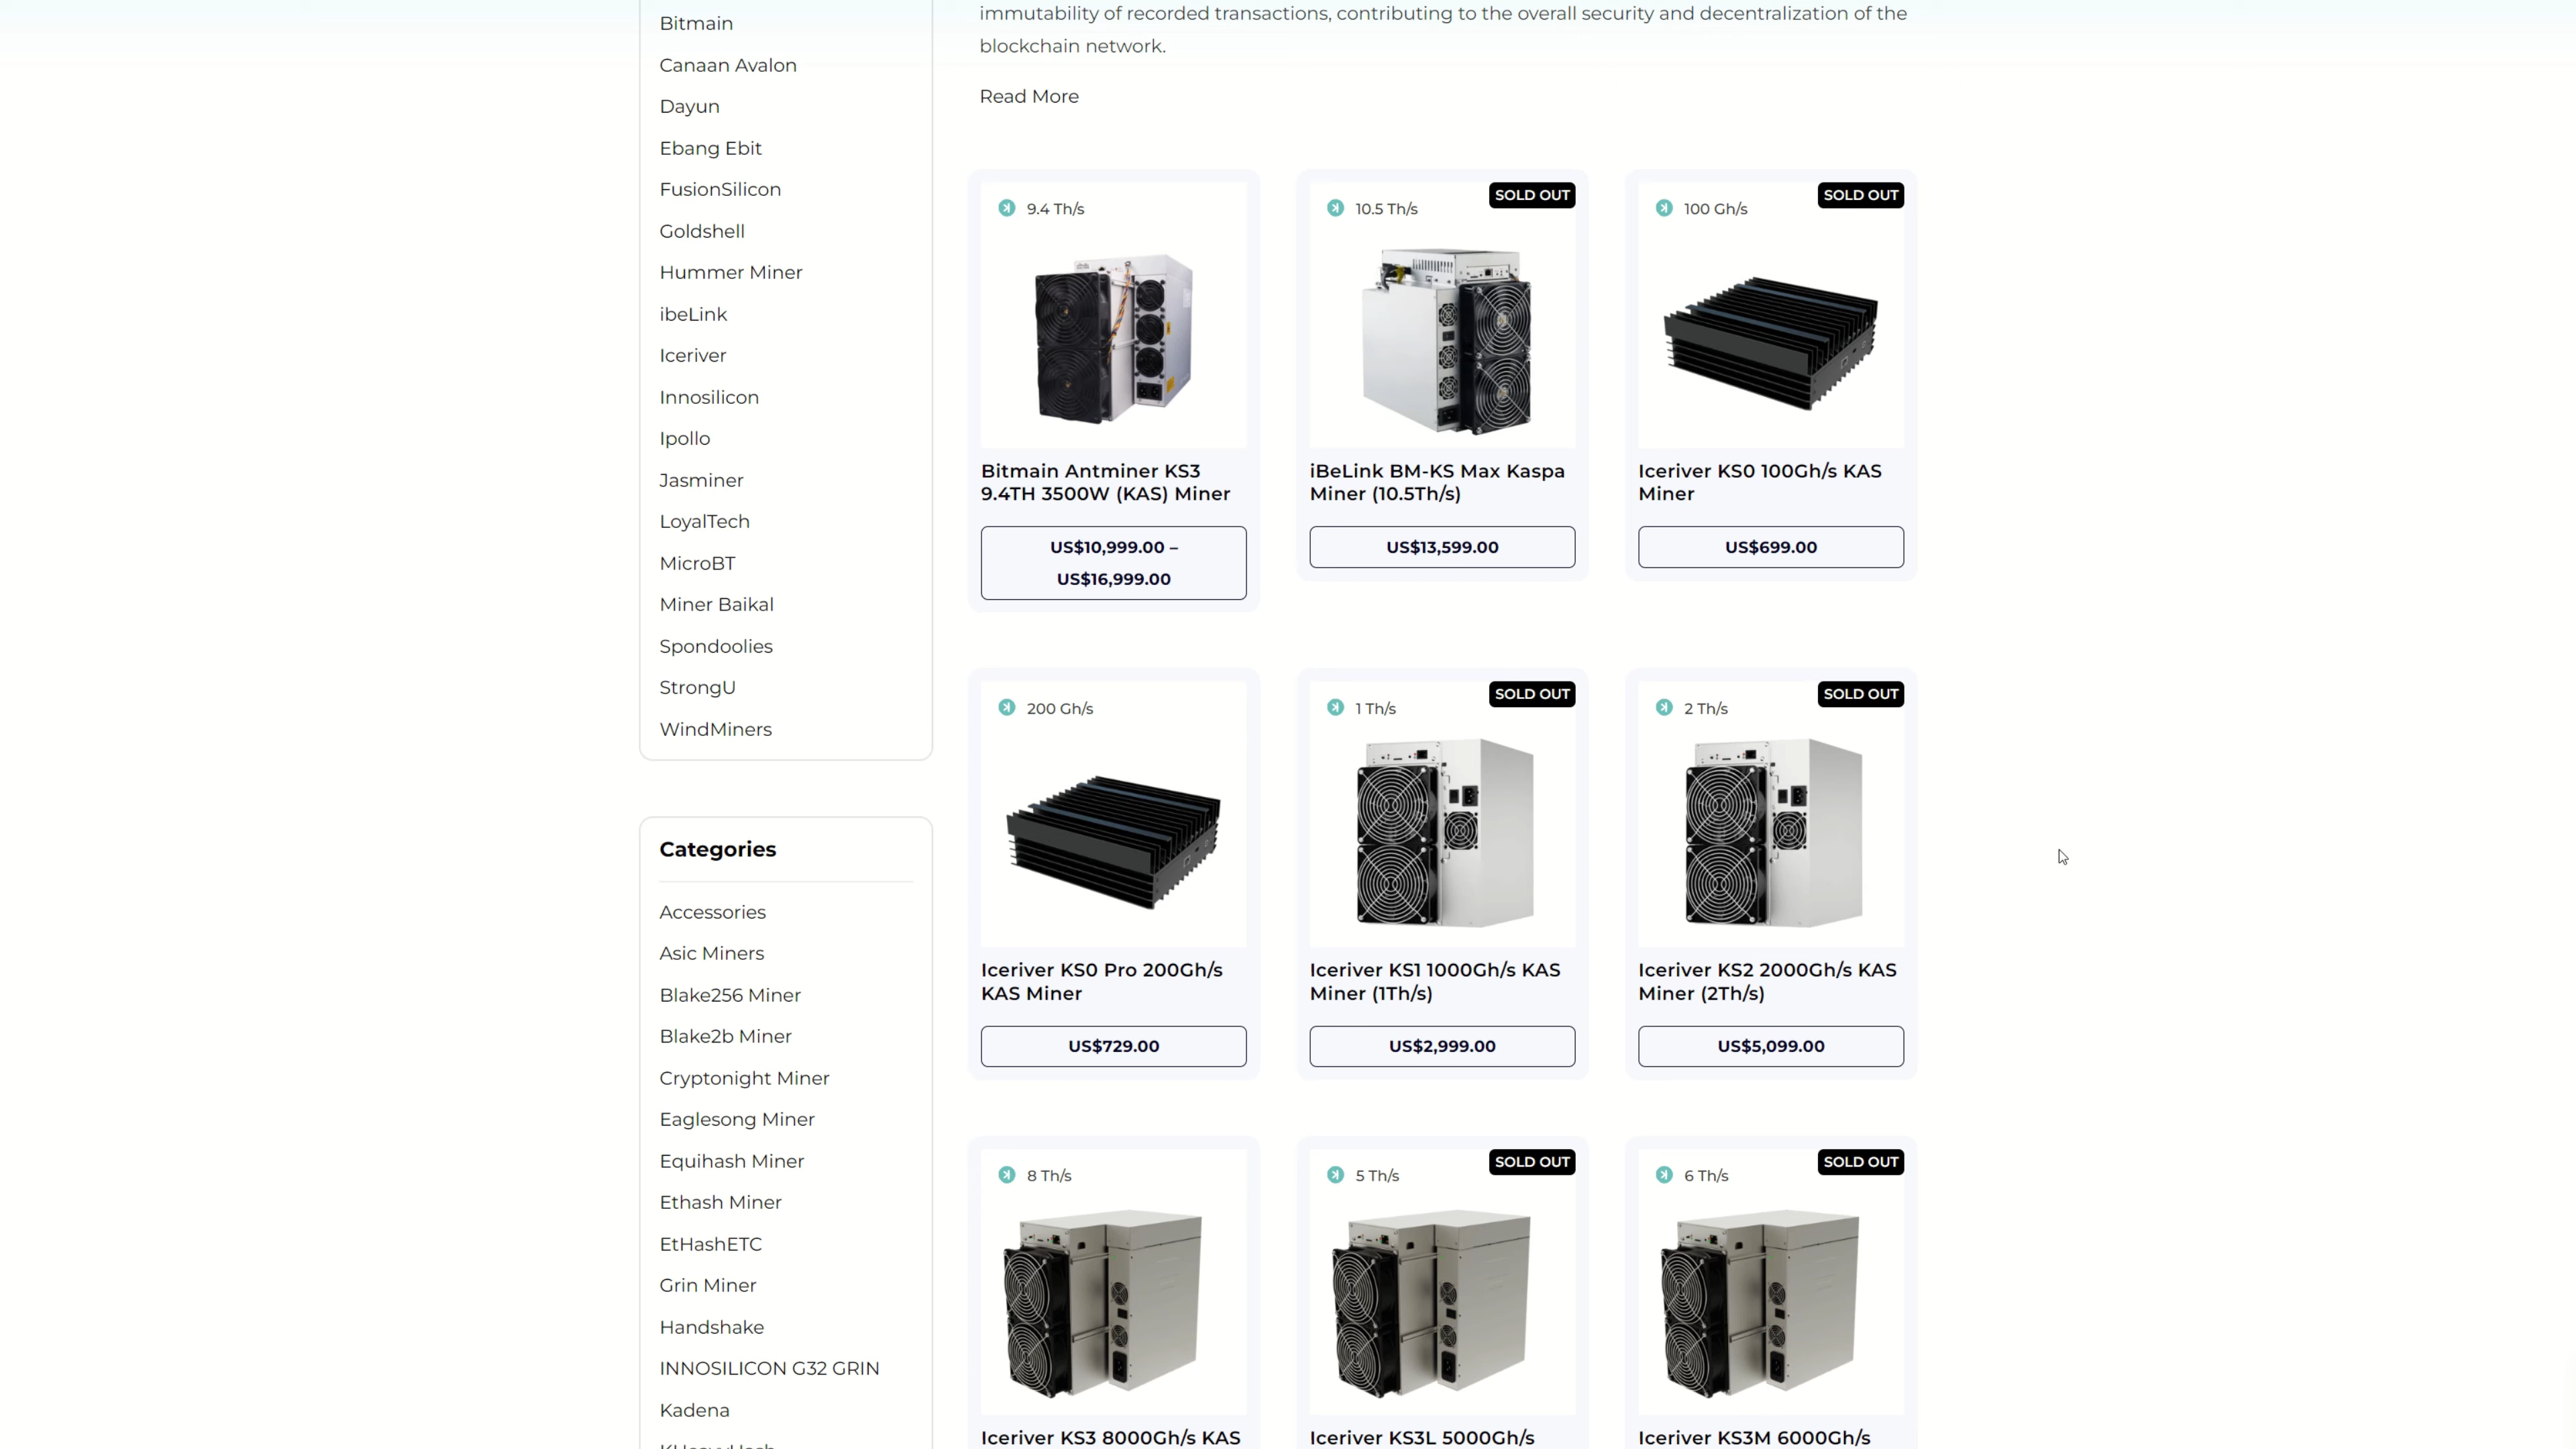 Bitmain
Canaan Avalon
Dayun
Ebang Ebit
FusionSilicon
Goldshell
Hummer Miner
ibeLink
Iceriver
Innosilicon
Ipollo
Jasminer
LoyalTech
MicroBT
Miner Baikal
Spondoolies
StrongU
WindMiners
Categories
Accessories
Asic Miners
Blake256 Miner
Blake2b Miner
Cryptonight Miner
Eaglesong Miner
Equihash Miner
Ethash Miner
EtHashETC
Grin Miner
Handshake
INNOSILICON G32 GRIN
Kadena
immutability of recorded transactions, contributing to the overall security and decentralization of the
blockchain network.
Read More
9.4 Th/s
Bitmain Antminer KS3
9.4TH 3500W (KAS) Miner
US$10,999.00 –
US$16,999.00
SOLD OUT
10.5 Th/s
iBeLink BM-KS Max Kaspa
Miner (10.5Th/s)
US$13,599.00
SOLD OUT
100 Gh/s
Iceriver KS0 100Gh/s KAS
Miner
US$699.00
200 Gh/s
Iceriver KS0 Pro 200Gh/s
KAS Miner
US$729.00
SOLD OUT
1 Th/s
Iceriver KS1 1000Gh/s KAS
Miner (1Th/s)
US$2,999.00
SOLD OUT
2 Th/s
Iceriver KS2 2000Gh/s KAS
Miner (2Th/s)
US$5,099.00
8 Th/s
Iceriver KS3 8000Gh/s KAS
SOLD OUT
5 Th/s
Iceriver KS3L 5000Gh/s
SOLD OUT
6 Th/s
Iceriver KS3M 6000Gh/s